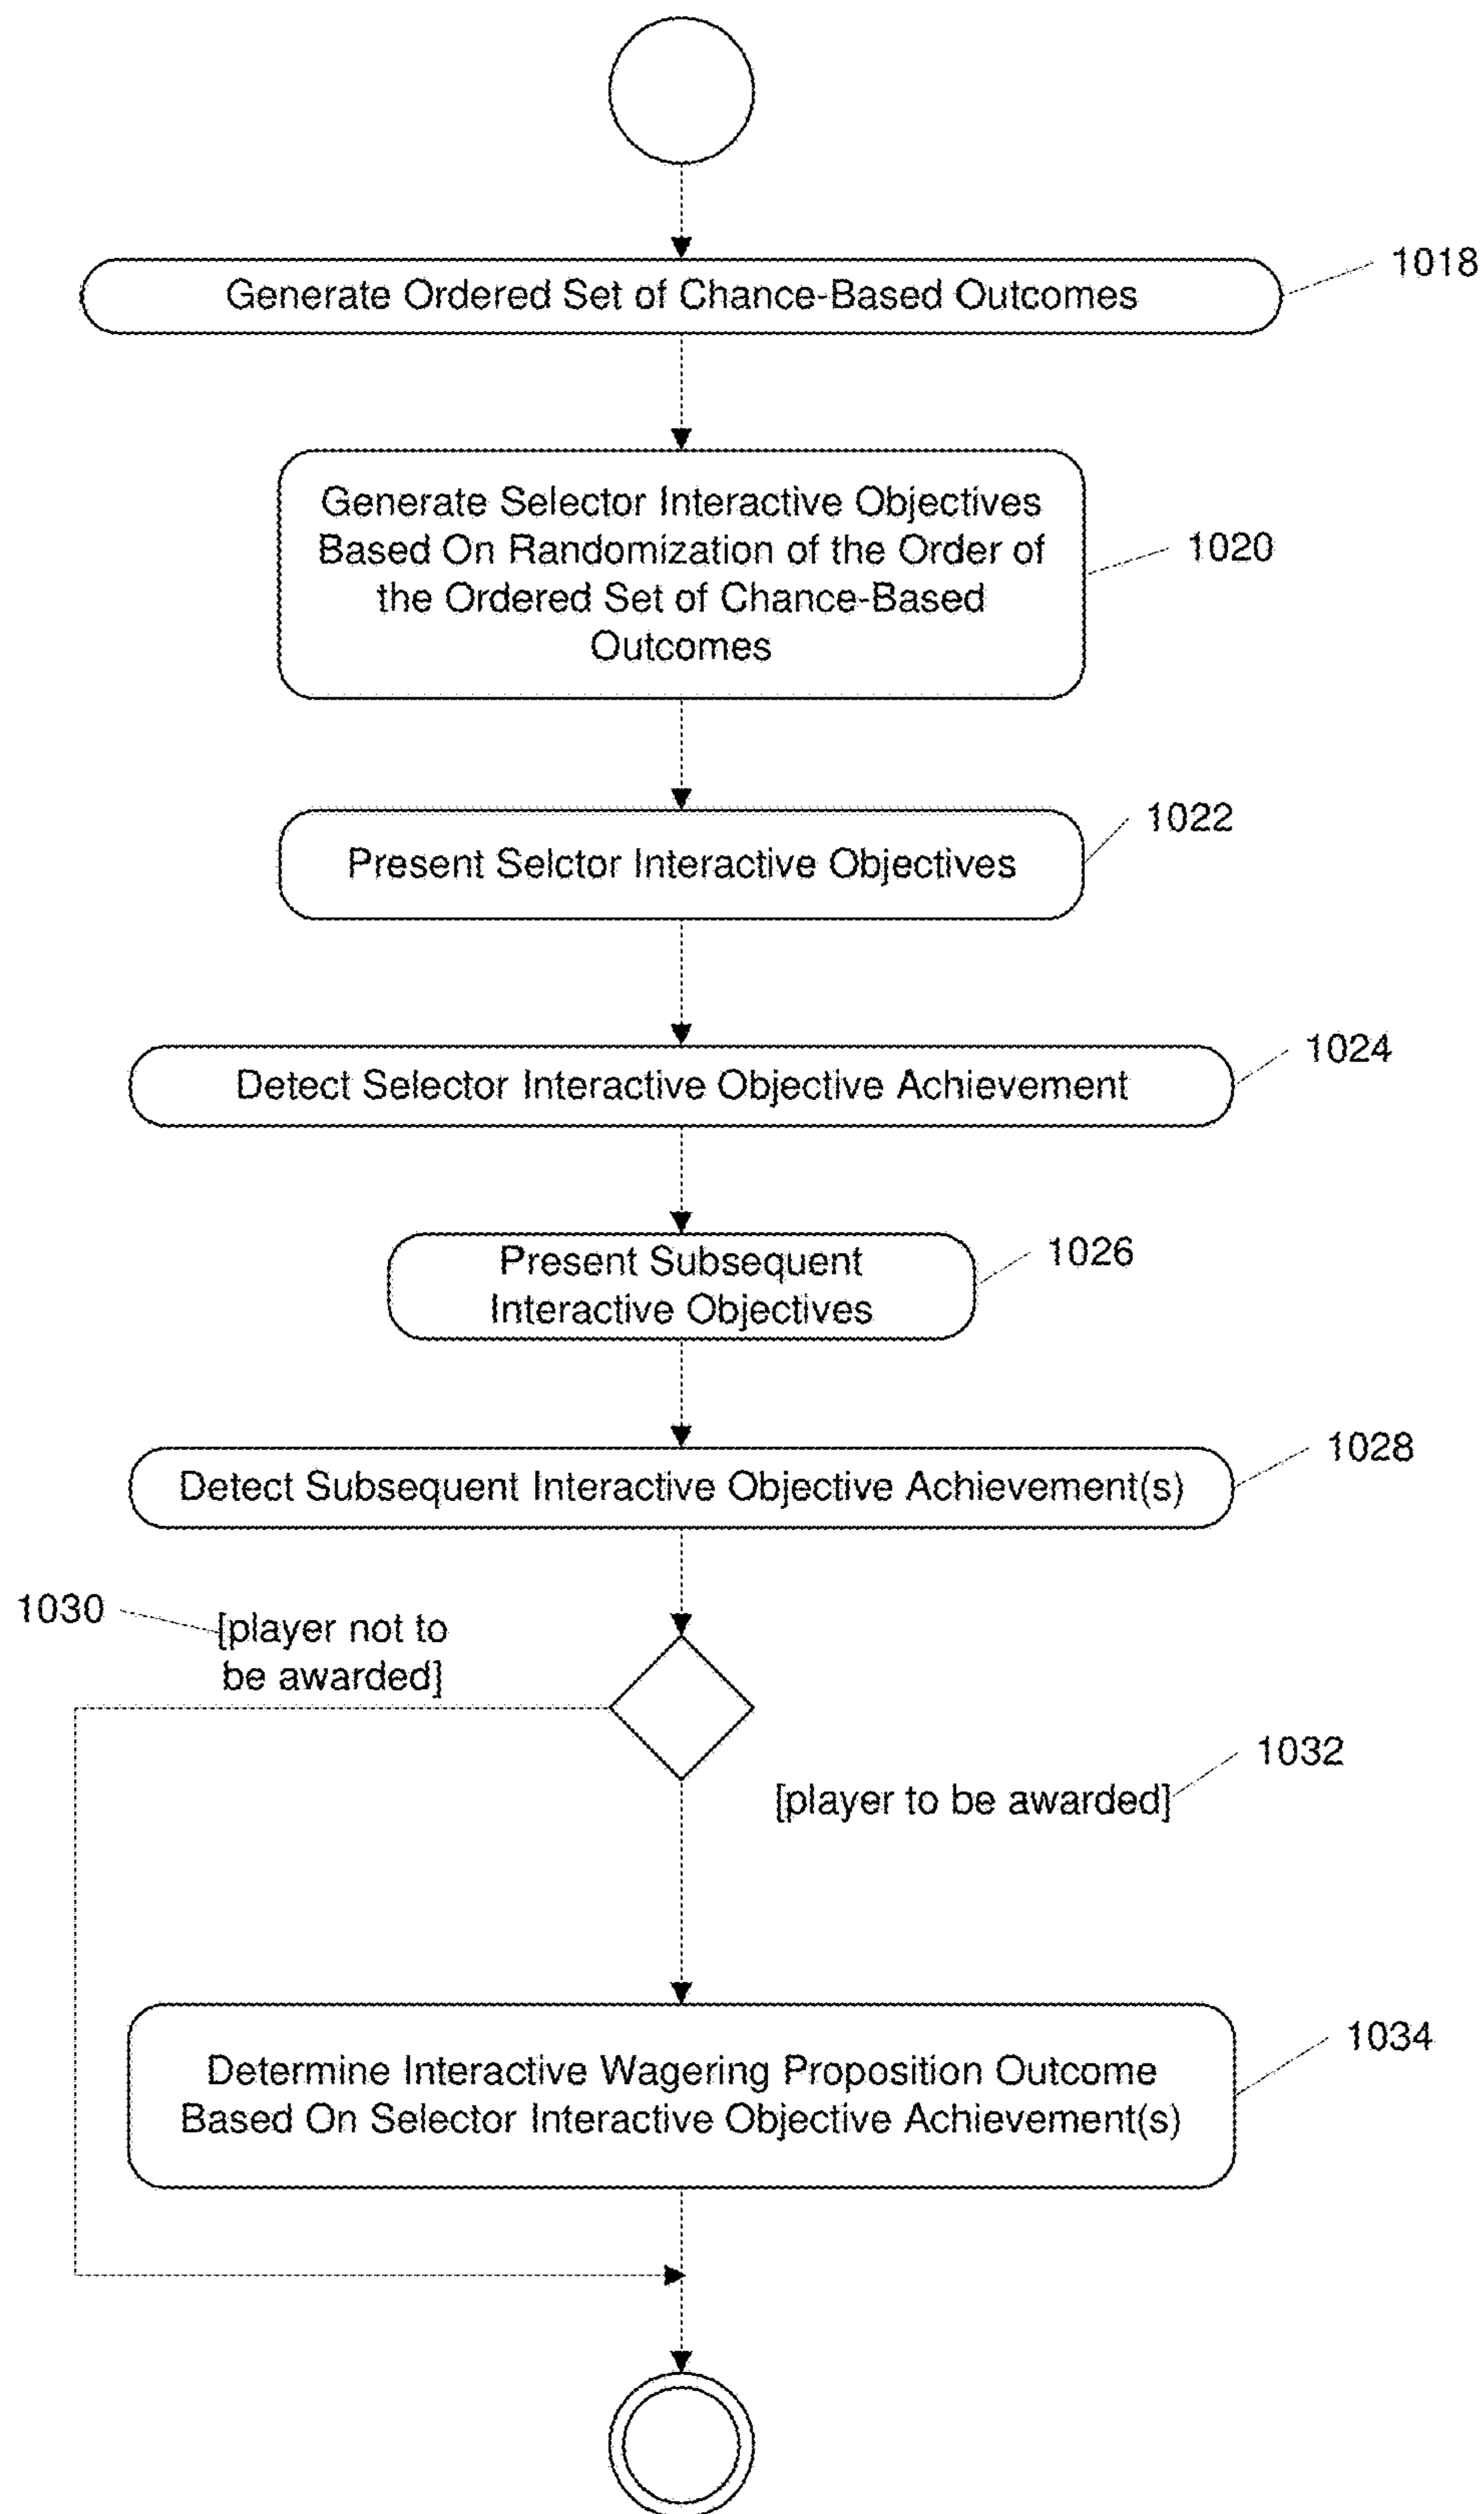 Generate Ordered Set of Chance-Based Outcomes
1018
Generate Selector Interactive Objectives
Based On Randomization of the Order of
the Ordered Set of Chance-Based
Outcomes
1020
Present Selctor Interactive Objectives
1022
Detect Selector Interactive Objective Achievement
1024
Present Subsequent
Interactive Objectives
1026
Detect Subsequent Interactive Objective Achievement(s)
1028
1030
[player not to
be awarded]
1032
[player to be awarded]
Determine Interactive Wagering Proposition Outcome
Based On Selector Interactive Objective Achievement(s)
1034